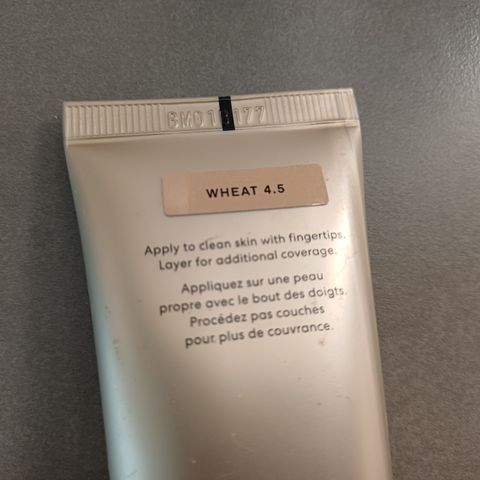 WHEAT 4.5
Apply to clean skin with fingertips.
Layer for additional coverage.
Appliquez sur une peau
propre avec le bout des doigts.
Procédez pas couches
pour plus de couvrance.